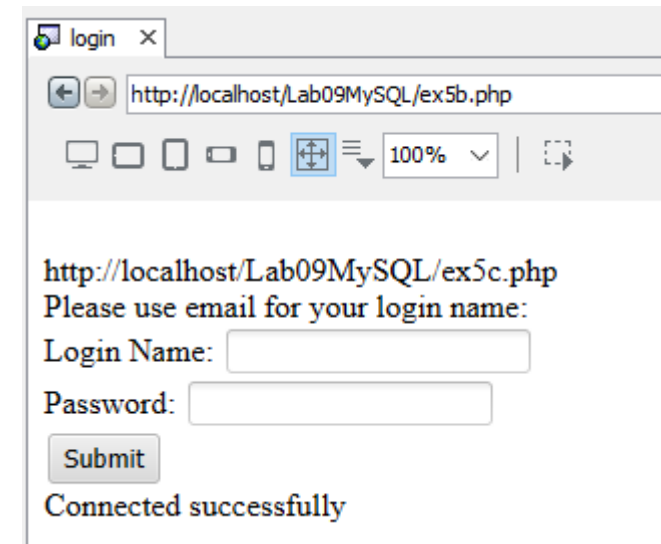 login
http://localhost/Lab09MySQL/ex5b.php
100%
http://localhost/Lab09MySQL/ex5c.php
Please use email for your login name:
Login Name:
Password:
Submit
Connected successfully